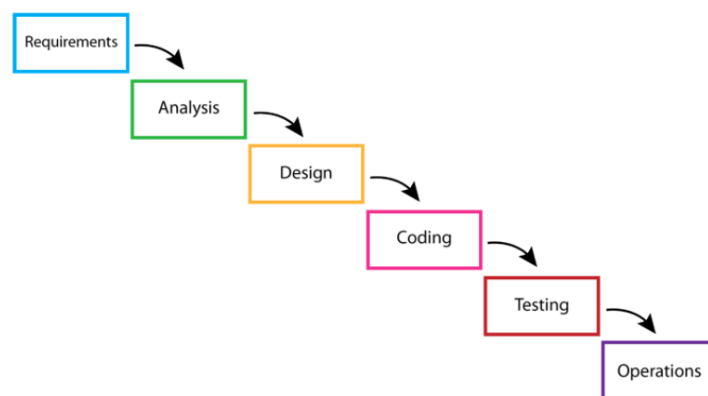 Requirements
Analysis
Design
Coding
Testing
Operations